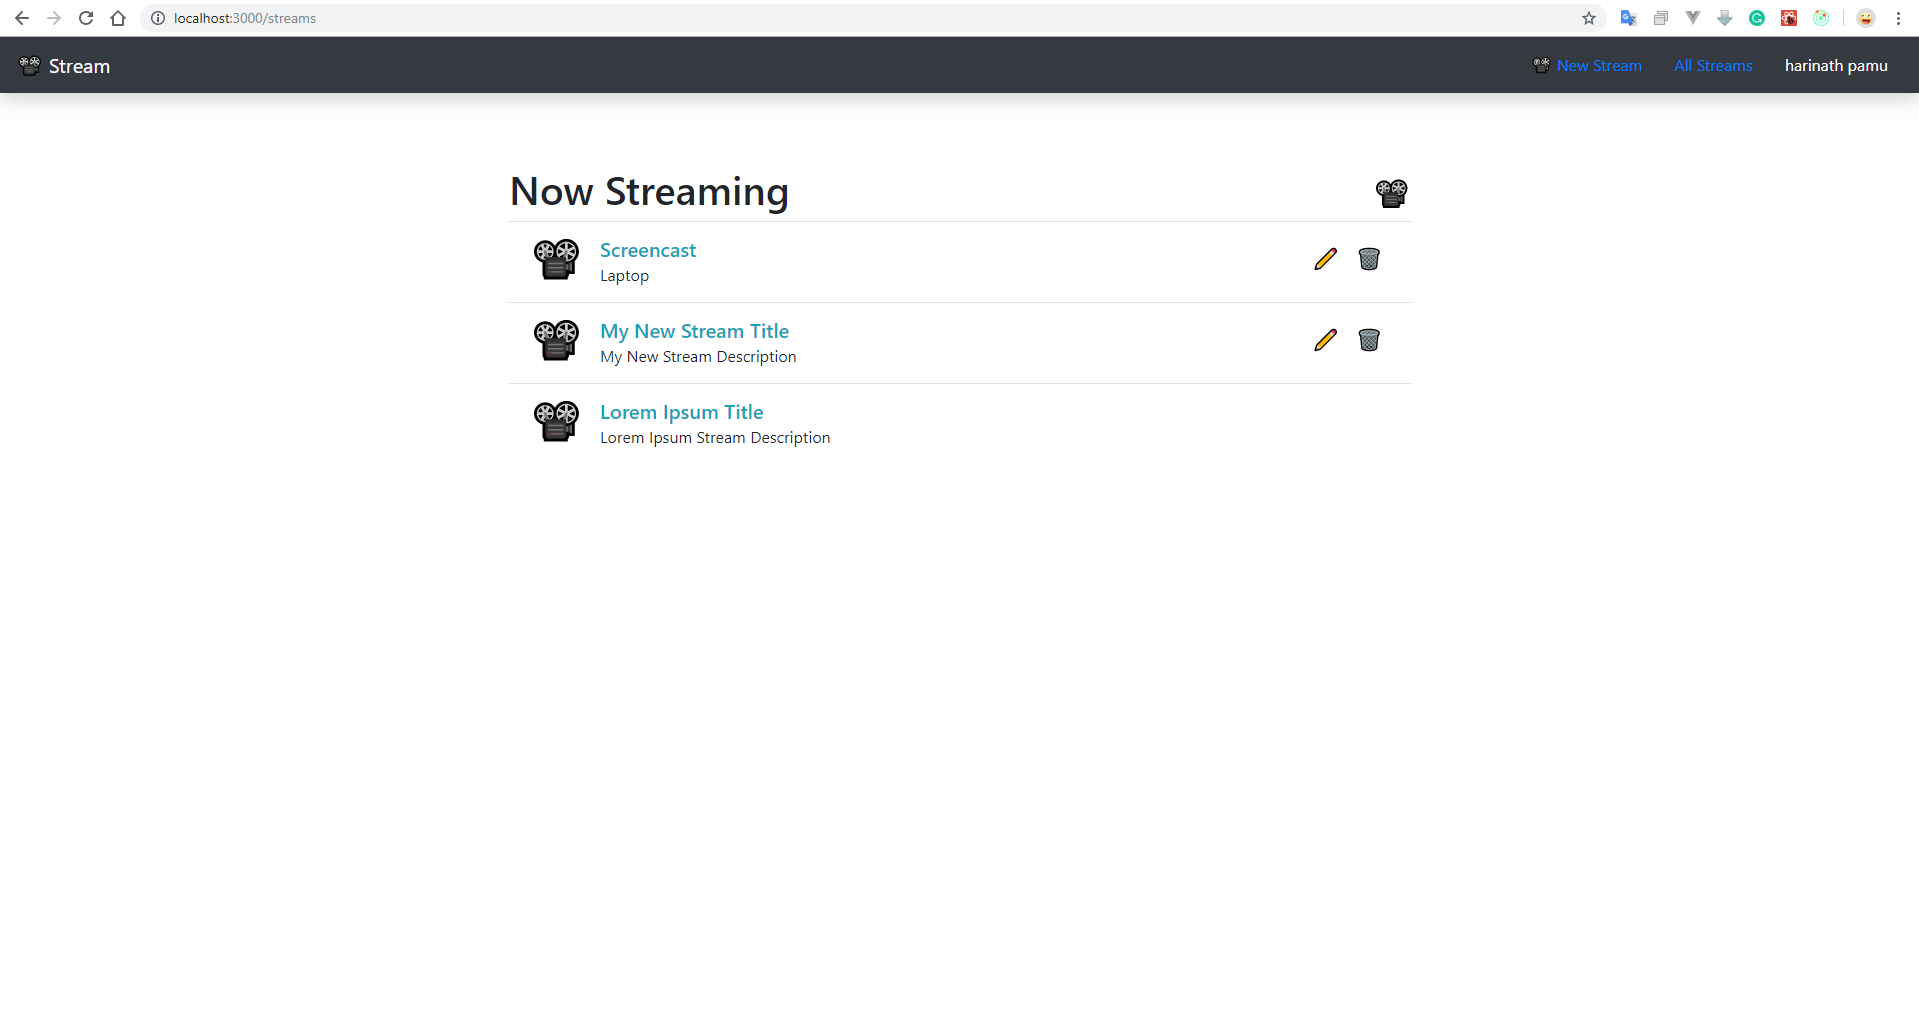 localhost:3000/streams
Stream
New Stream
All Streams
harinath pamu
Now Streaming
Screencast
Laptop
My New Stream Title
My New Stream Description
Lorem Ipsum Title
Lorem Ipsum Stream Description